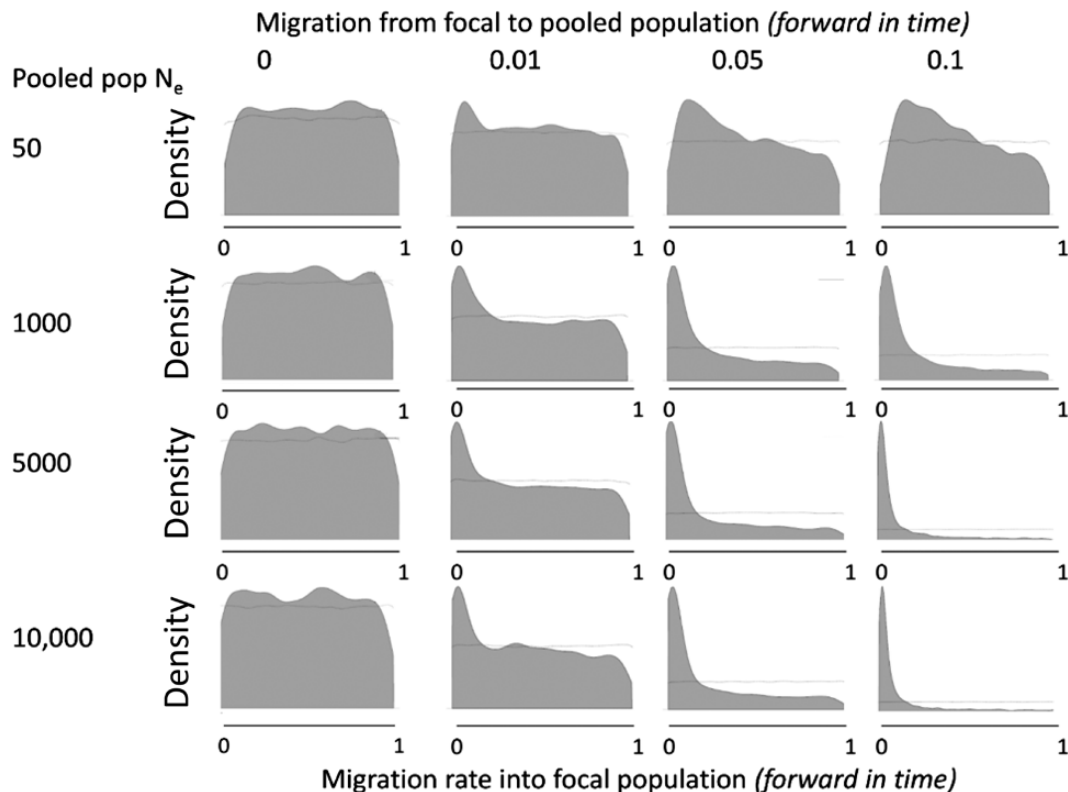 Migration from focal to pooled population (forward in time)
Pooled pop Ne
0 0.01 0.05 0.1
50
Density
0 1 0 1 0 1 0 1
1000
Density
0 1 0 1 0 1 0 1
5000
Density
0 1 0 1 0 1 0 1
10,000
Density
0 1 0 1 0 1 0 1
Migration rate into focal population (forward in time)